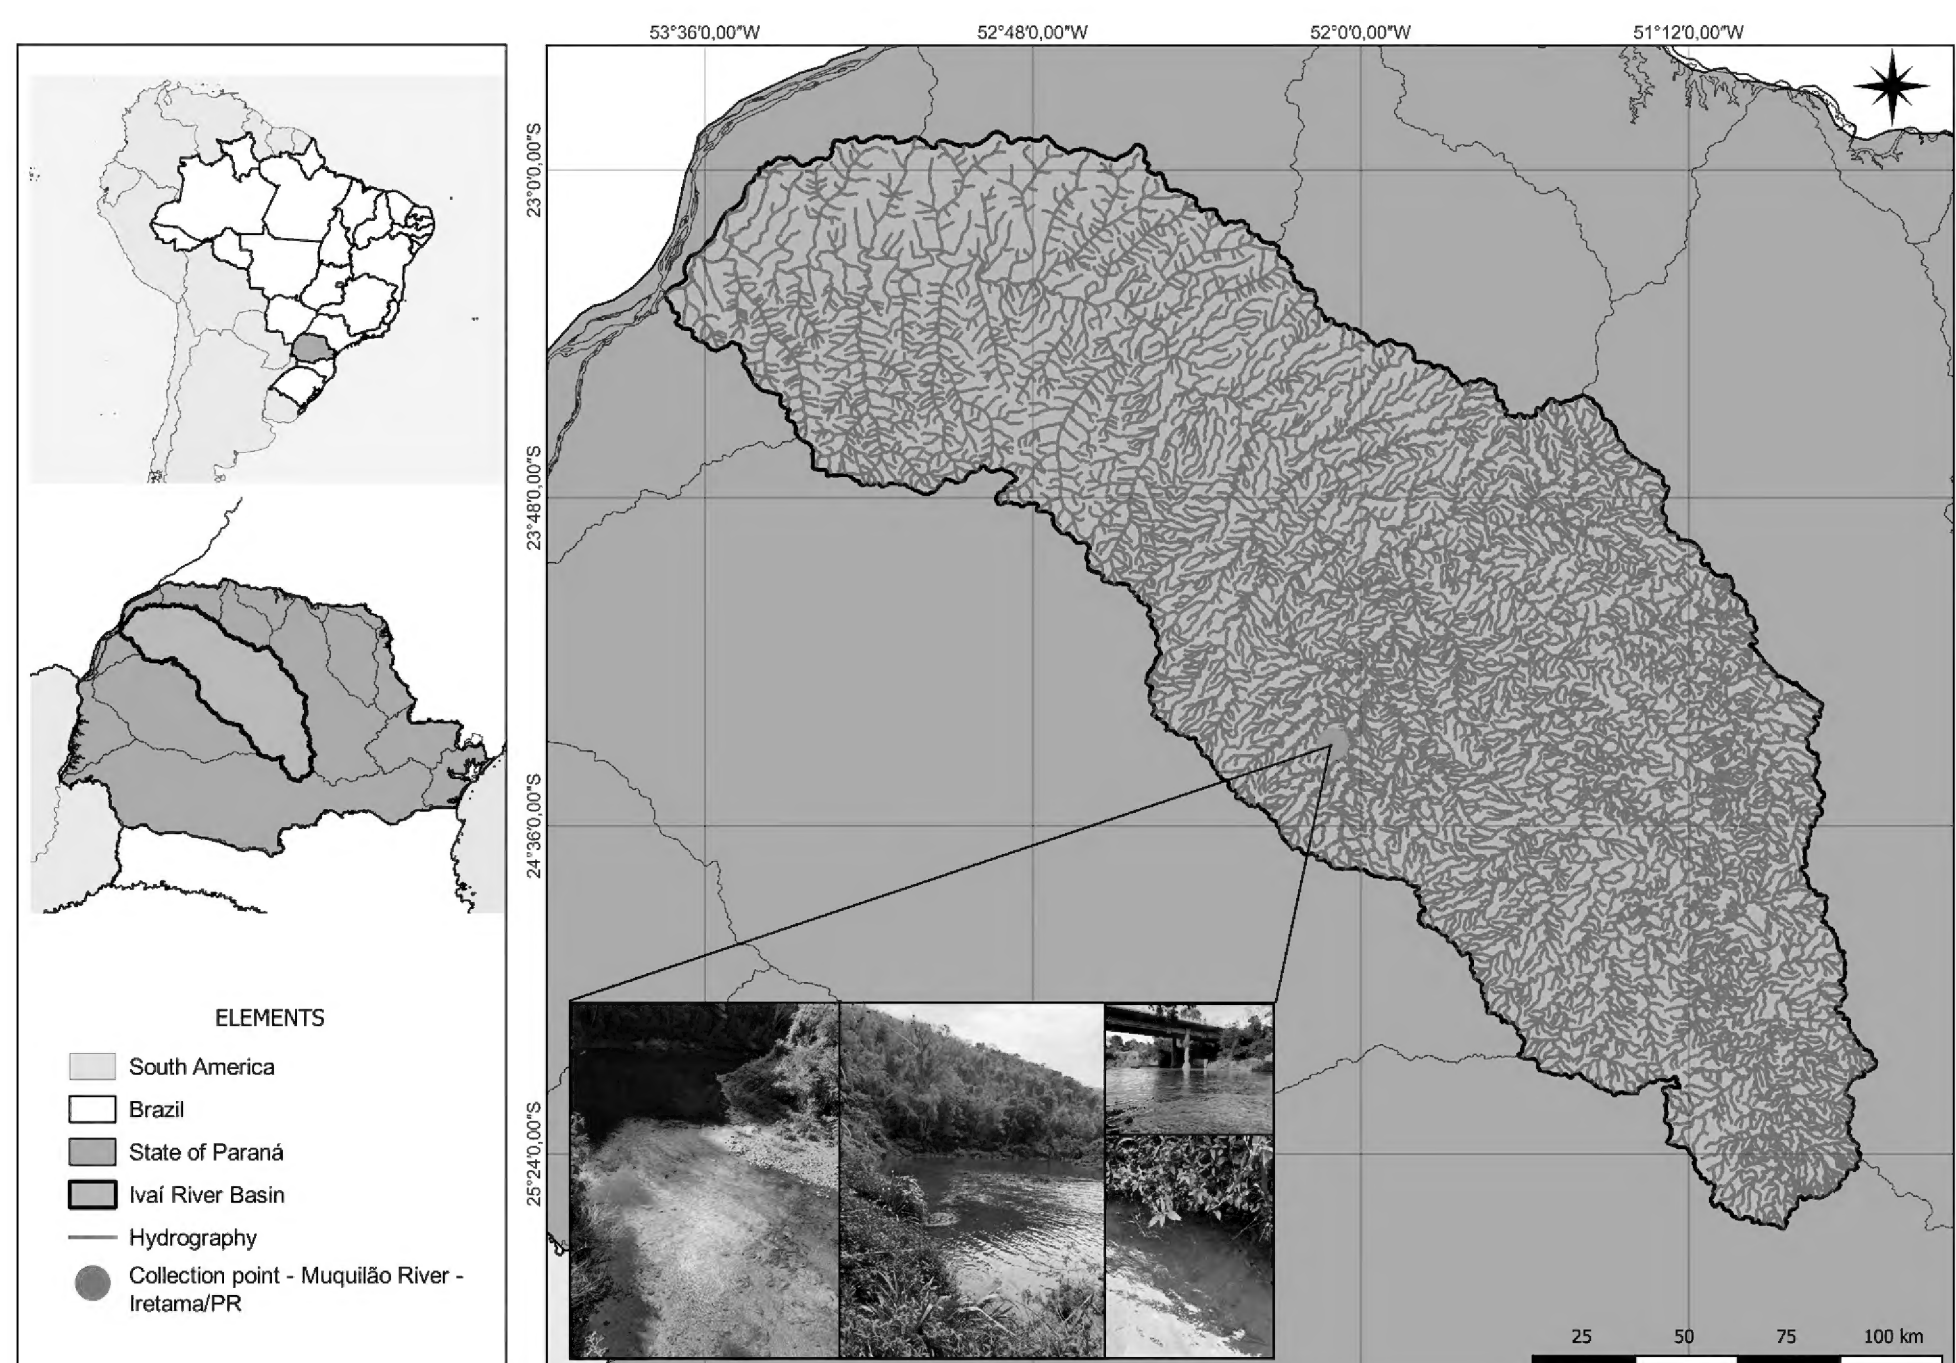 53°36'0,00"W
52°48'0,00"W
52°0'0,00"W
51°12'0,00"W
23°0'0,00"S
23°48'0,00"S
24°36'0,00"S
25°24'0,00"S
ELEMENTS
South America
Brazil
State of Paraná
Ivaí River Basin
Hydrography
Collection point - Muquilão River -
Iretama/PR
25 50 75 100 km